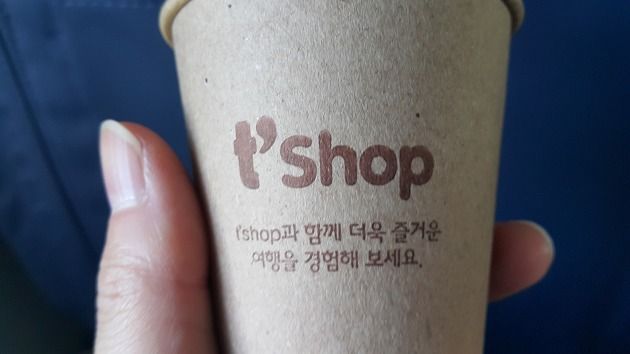 t'shop
t'shop과 함께 더욱 즐거운
여행을 경험해 보세요.